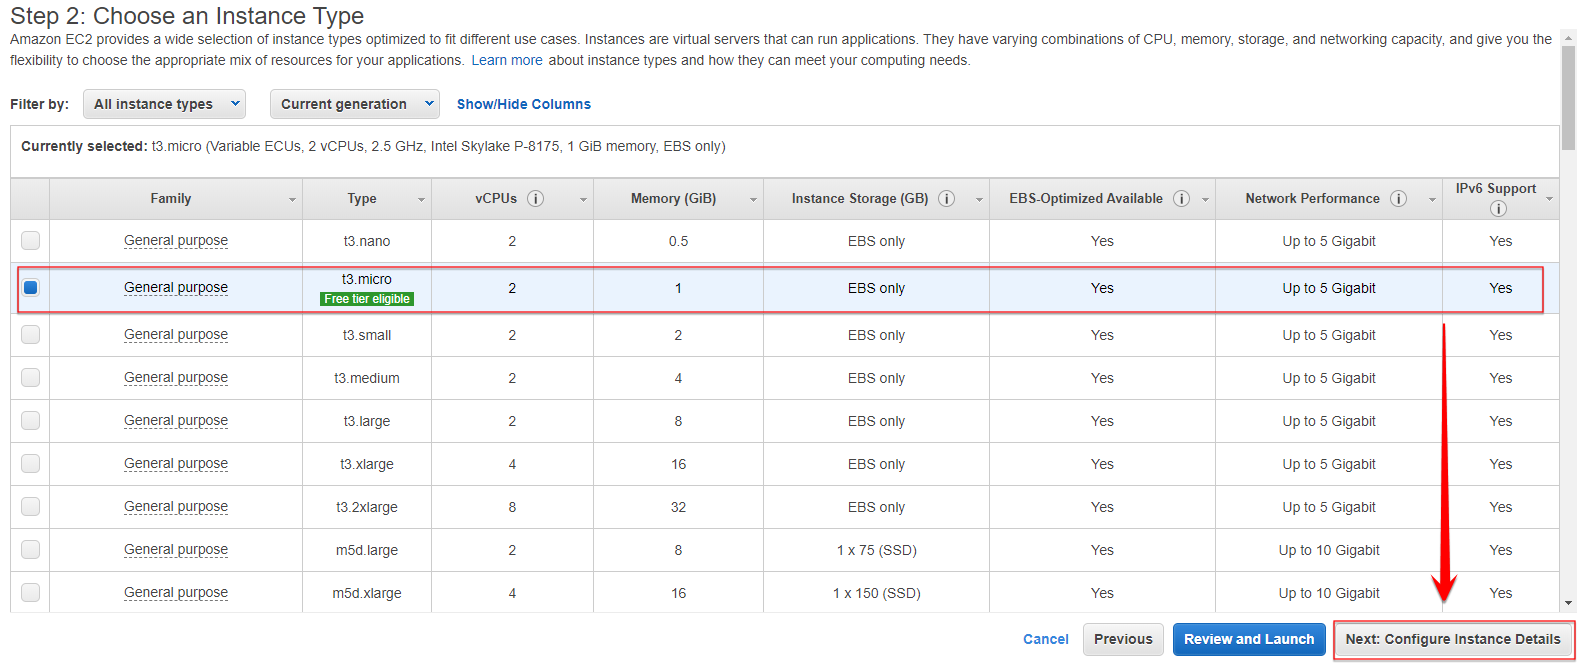 Step 2: Choose an Instance Type
Amazon EC2 provides a wide selection of instance types optimized to fit different use cases. Instances are virtual servers that can run applications. They have varying combinations of CPU, memory, storage, and networking capacity, and give you the
flexibility to choose the appropriate mix of resources for your applications. Learn more about instance types and how they can meet your computing needs.
Filter by: All instance types Current generation Show/Hide Columns
Currently selected: t3.micro (Variable ECUs, 2 vCPUs, 2.5 GHz, Intel Skylake P-8175, 1 GiB memory, EBS only)
Family Type vCPUs i Memory (GiB) Instance Storage (GB) i EBS-Optimized Available i Network Performance i IPv6 Support i
General purpose t3.nano 2 0.5 EBS only Yes Up to 5 Gigabit Yes
General purpose t3.micro Free tier eligible 2 1 EBS only Yes Up to 5 Gigabit Yes
General purpose t3.small 2 2 EBS only Yes Up to 5 Gigabit Yes
General purpose t3.medium 2 4 EBS only Yes Up to 5 Gigabit Yes
General purpose t3.large 2 8 EBS only Yes Up to 5 Gigabit Yes
General purpose t3.xlarge 4 16 EBS only Yes Up to 5 Gigabit Yes
General purpose t3.2xlarge 8 32 EBS only Yes Up to 5 Gigabit Yes
General purpose m5d.large 2 8 1 x 75 (SSD) Yes Up to 10 Gigabit Yes
General purpose m5d.xlarge 4 16 1 x 150 (SSD) Yes Up to 10 Gigabit Yes
Cancel Previous Review and Launch Next: Configure Instance Details